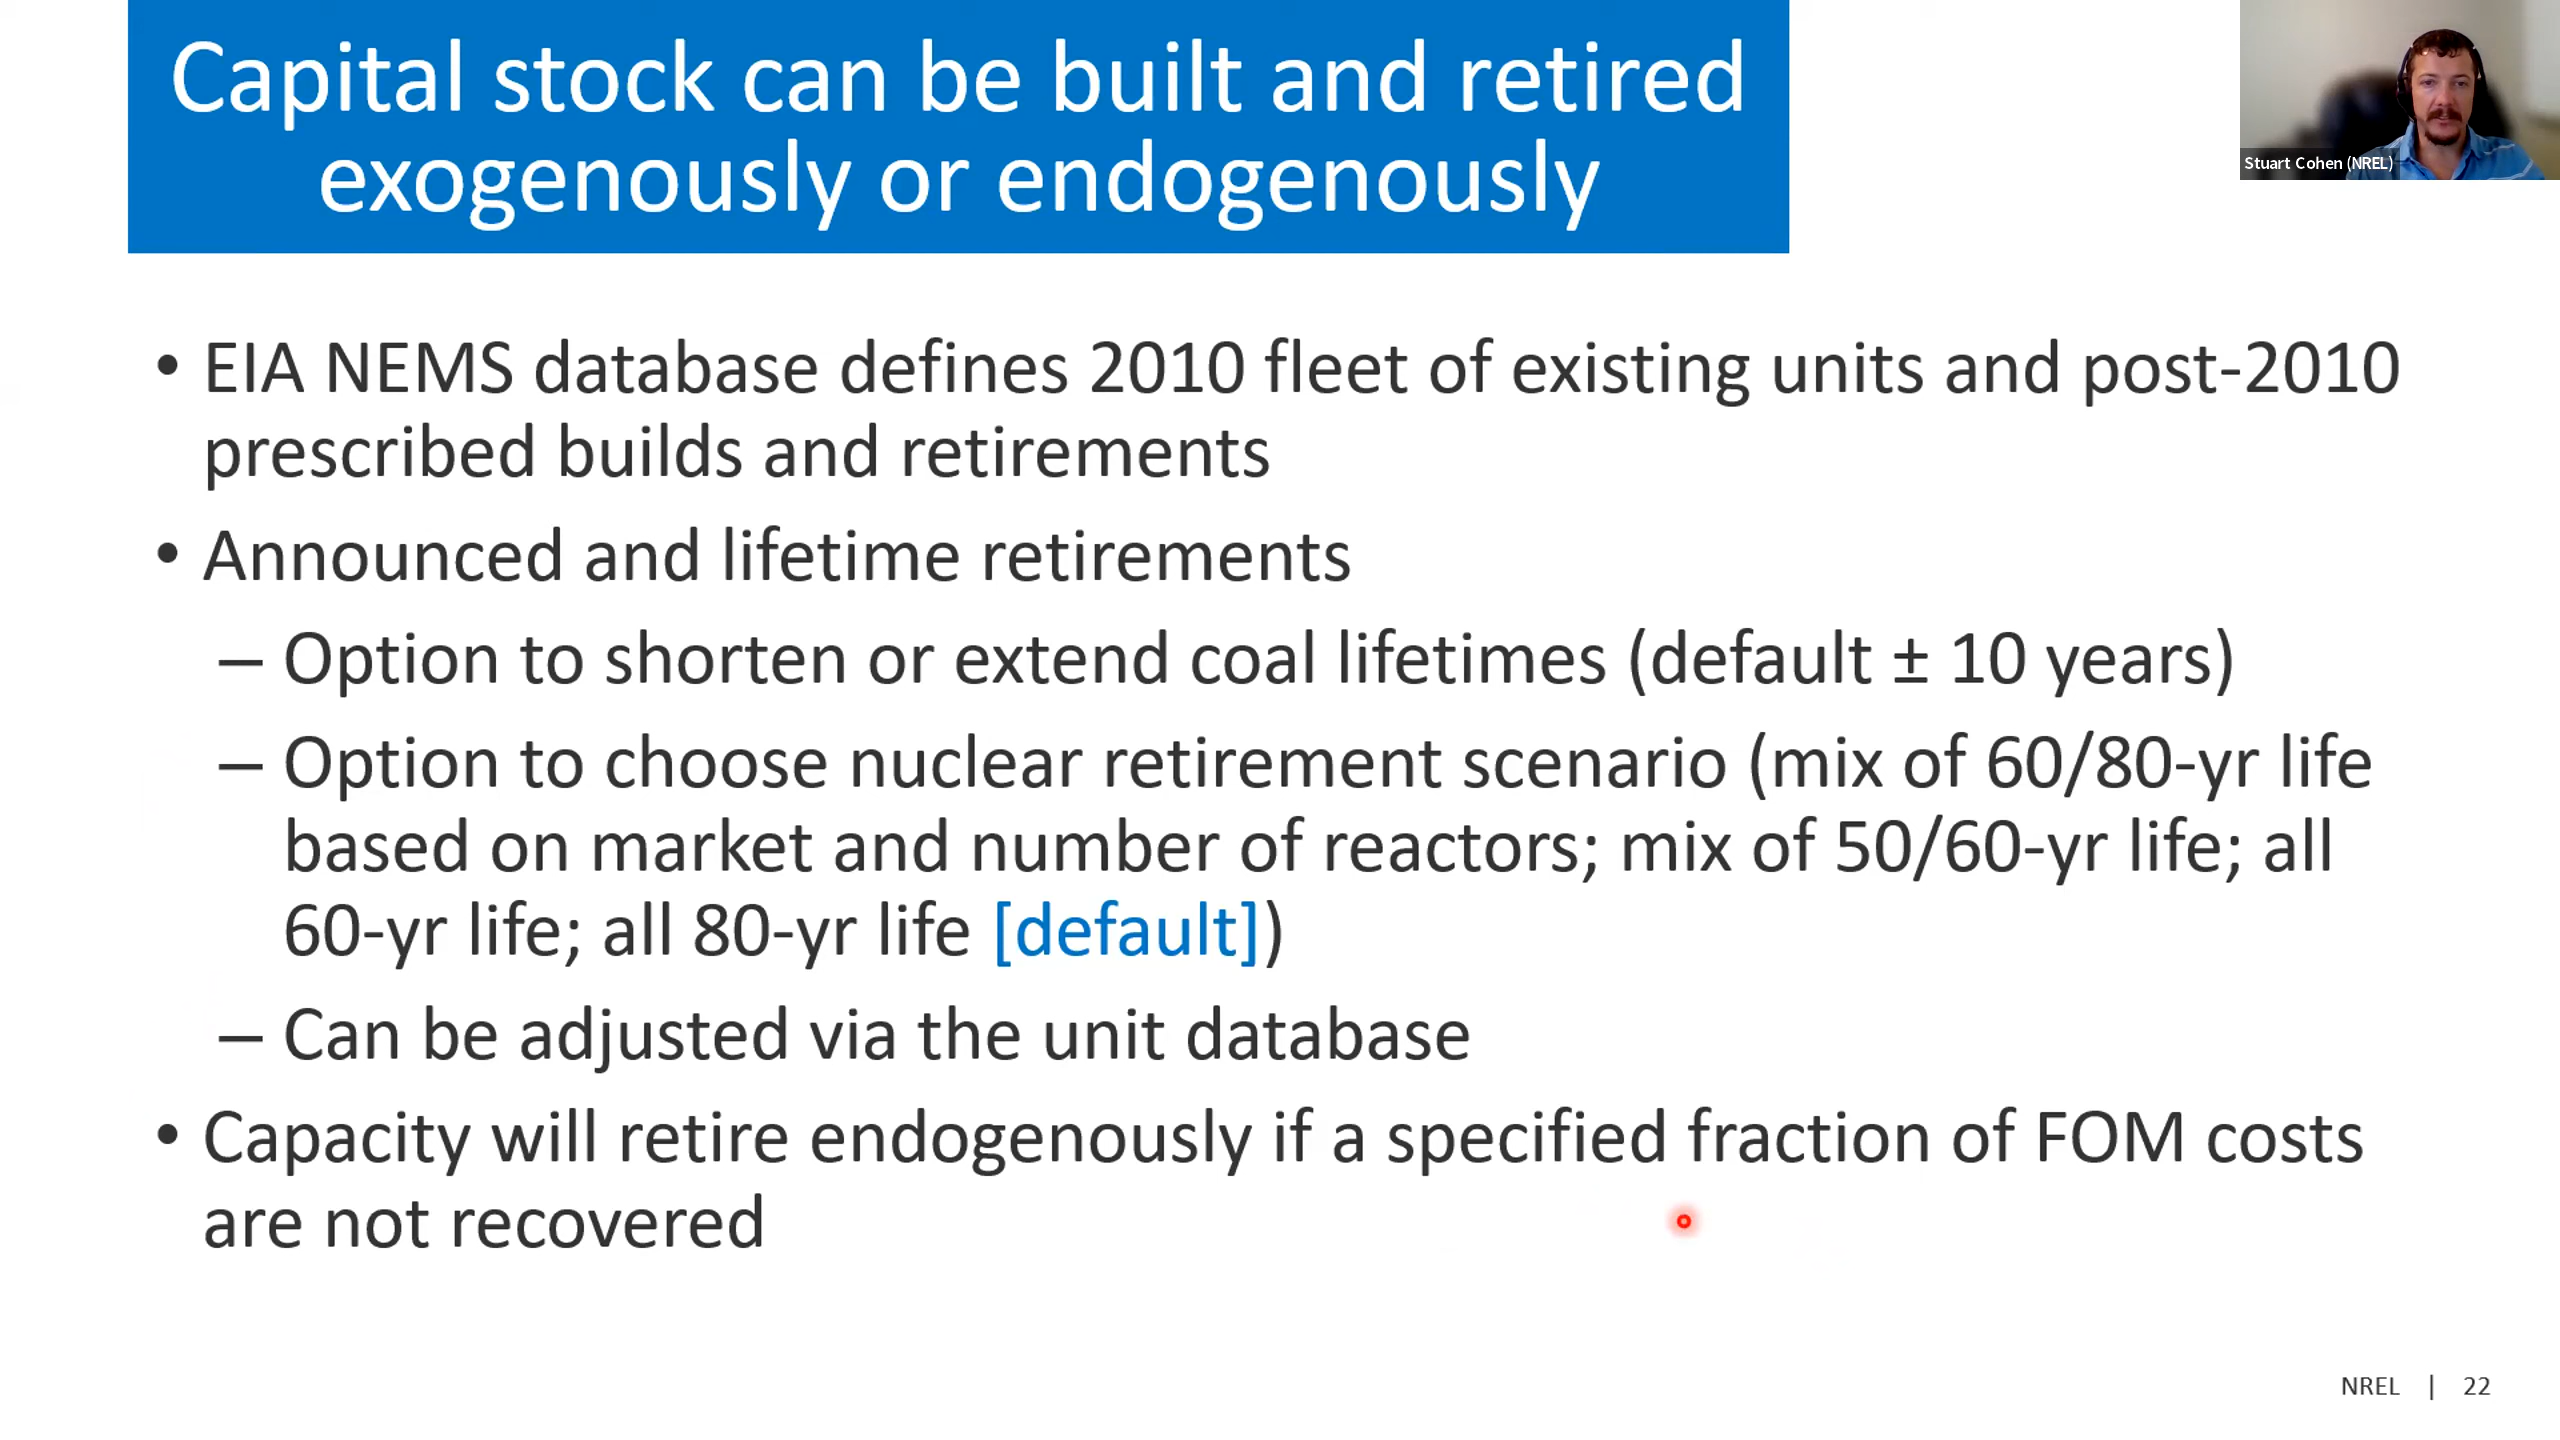 Capital stock can be built and retired
exogenously or endogenously
Stuart Cohen (NREL)
• EIA NEMS database defines 2010 fleet of existing units and post-2010
prescribed builds and retirements
• Announced and lifetime retirements
– Option to shorten or extend coal lifetimes (default ± 10 years)
– Option to choose nuclear retirement scenario (mix of 60/80-yr life
based on market and number of reactors; mix of 50/60-yr life; all
60-yr life; all 80-yr life [default])
– Can be adjusted via the unit database
• Capacity will retire endogenously if a specified fraction of FOM costs
are not recovered
NREL | 22